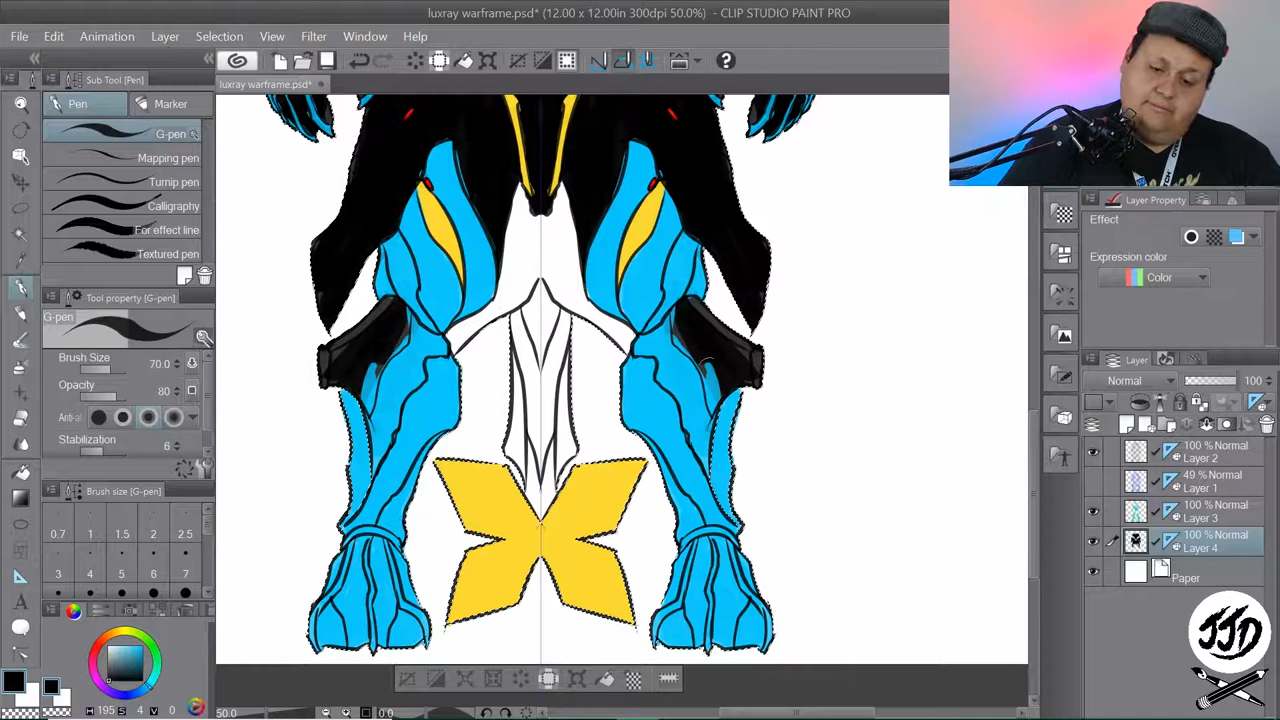 luxray warframe.psd* (12.00 x 12.00in 300dpi 50.0%) - CLIP STUDIO PAINT PRO
File Edit Animation Layer Selection View Filter Window Help
Sub Tool [Pen]
luxray warframe.psd*
Pen Marker
G-pen
Mapping pen
Turnip pen
Calligraphy
For effect line
Textured pen
Tool property [G-pen]
G-pen
Brush Size 70.0
Opacity 80
Anti-al
Stabilization 6
Brush size [G-pen]
0.7 1 1.5 2 2.5
3 4 5 6 7
H 195 S 4 V 0
50.0 0.0
Layer Property
Effect
Expression color
Color
Layer
Normal 100
100 % Normal
Layer 2
49 % Normal
Layer 1
100 % Normal
Layer 3
100 % Normal
Layer 4
Paper
JJD